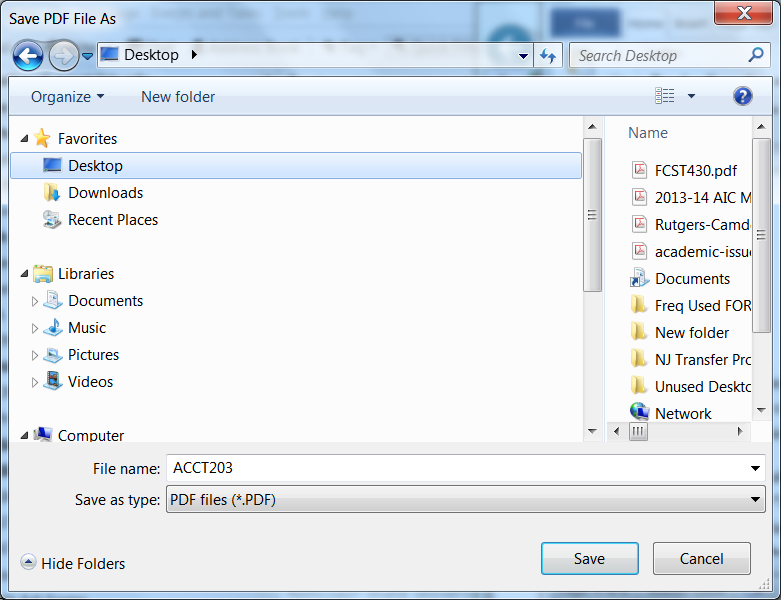 Save PDF File As
Desktop
Search Desktop
Organize
New folder
Favorites
Desktop
Downloads
Recent Places
Libraries
Documents
Music
Pictures
Videos
Computer
Name
FCST430.pdf
2013-14 AIC M
Rutgers-Camd
academic-issu
Documents
Freq Used FOR
New folder
NJ Transfer Pro
Unused Deskto
Network
File name: ACCT203
Save as type: PDF files (*.PDF)
Hide Folders
Save
Cancel